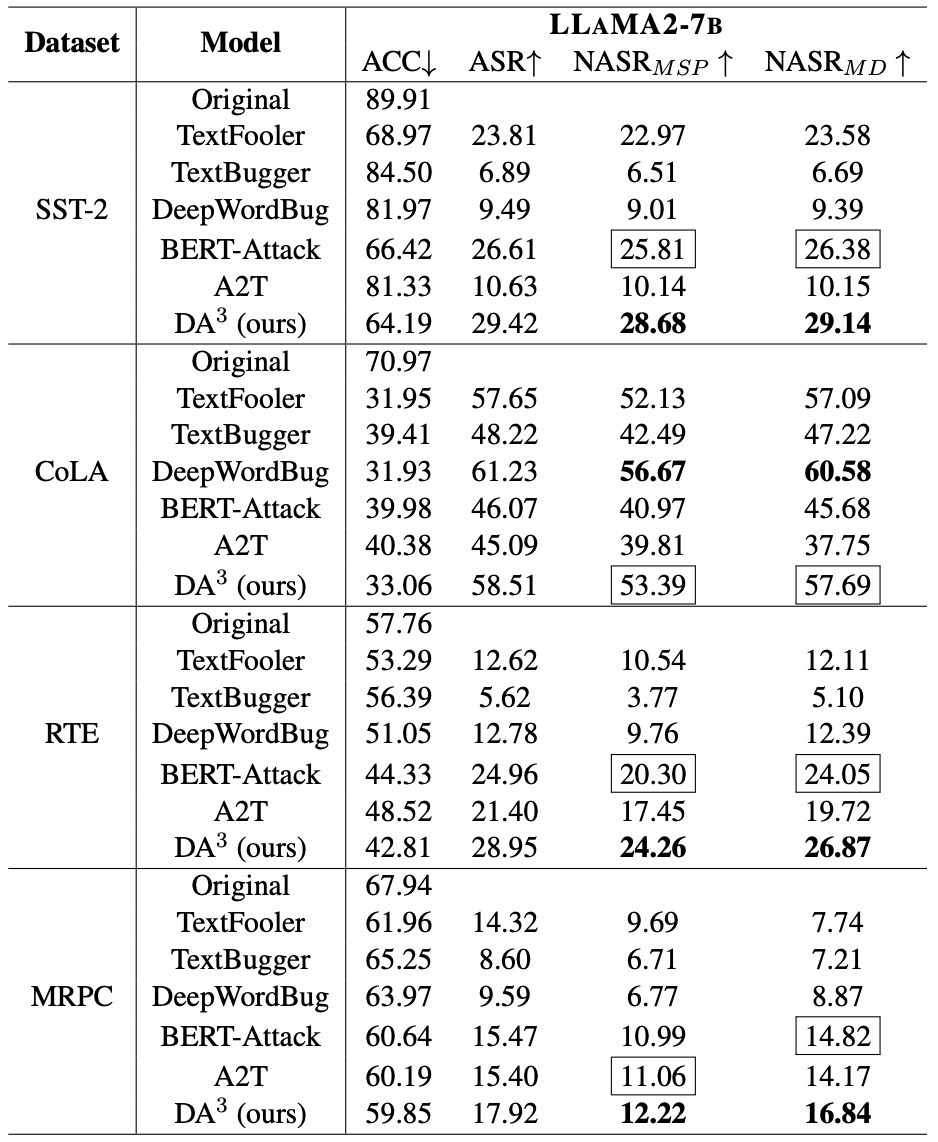 Dataset Model LLAMA2-7B
ACC↓ ASR↑ NASR_MSP ↑ NASR_MD ↑
Original 89.91
TextFooler 68.97 23.81 22.97 23.58
TextBugger 84.50 6.89 6.51 6.69
SST-2 DeepWordBug 81.97 9.49 9.01 9.39
BERT-Attack 66.42 26.61 25.81 26.38
A2T 81.33 10.63 10.14 10.15
DA³ (ours) 64.19 29.42 28.68 29.14
Original 70.97
TextFooler 31.95 57.65 52.13 57.09
TextBugger 39.41 48.22 42.49 47.22
CoLA DeepWordBug 31.93 61.23 56.67 60.58
BERT-Attack 39.98 46.07 40.97 45.68
A2T 40.38 45.09 39.81 37.75
DA³ (ours) 33.06 58.51 53.39 57.69
Original 57.76
TextFooler 53.29 12.62 10.54 12.11
TextBugger 56.39 5.62 3.77 5.10
RTE DeepWordBug 51.05 12.78 9.76 12.39
BERT-Attack 44.33 24.96 20.30 24.05
A2T 48.52 21.40 17.45 19.72
DA³ (ours) 42.81 28.95 24.26 26.87
Original 67.94
TextFooler 61.96 14.32 9.69 7.74
TextBugger 65.25 8.60 6.71 7.21
MRPC DeepWordBug 63.97 9.59 6.77 8.87
BERT-Attack 60.64 15.47 10.99 14.82
A2T 60.19 15.40 11.06 14.17
DA³ (ours) 59.85 17.92 12.22 16.84